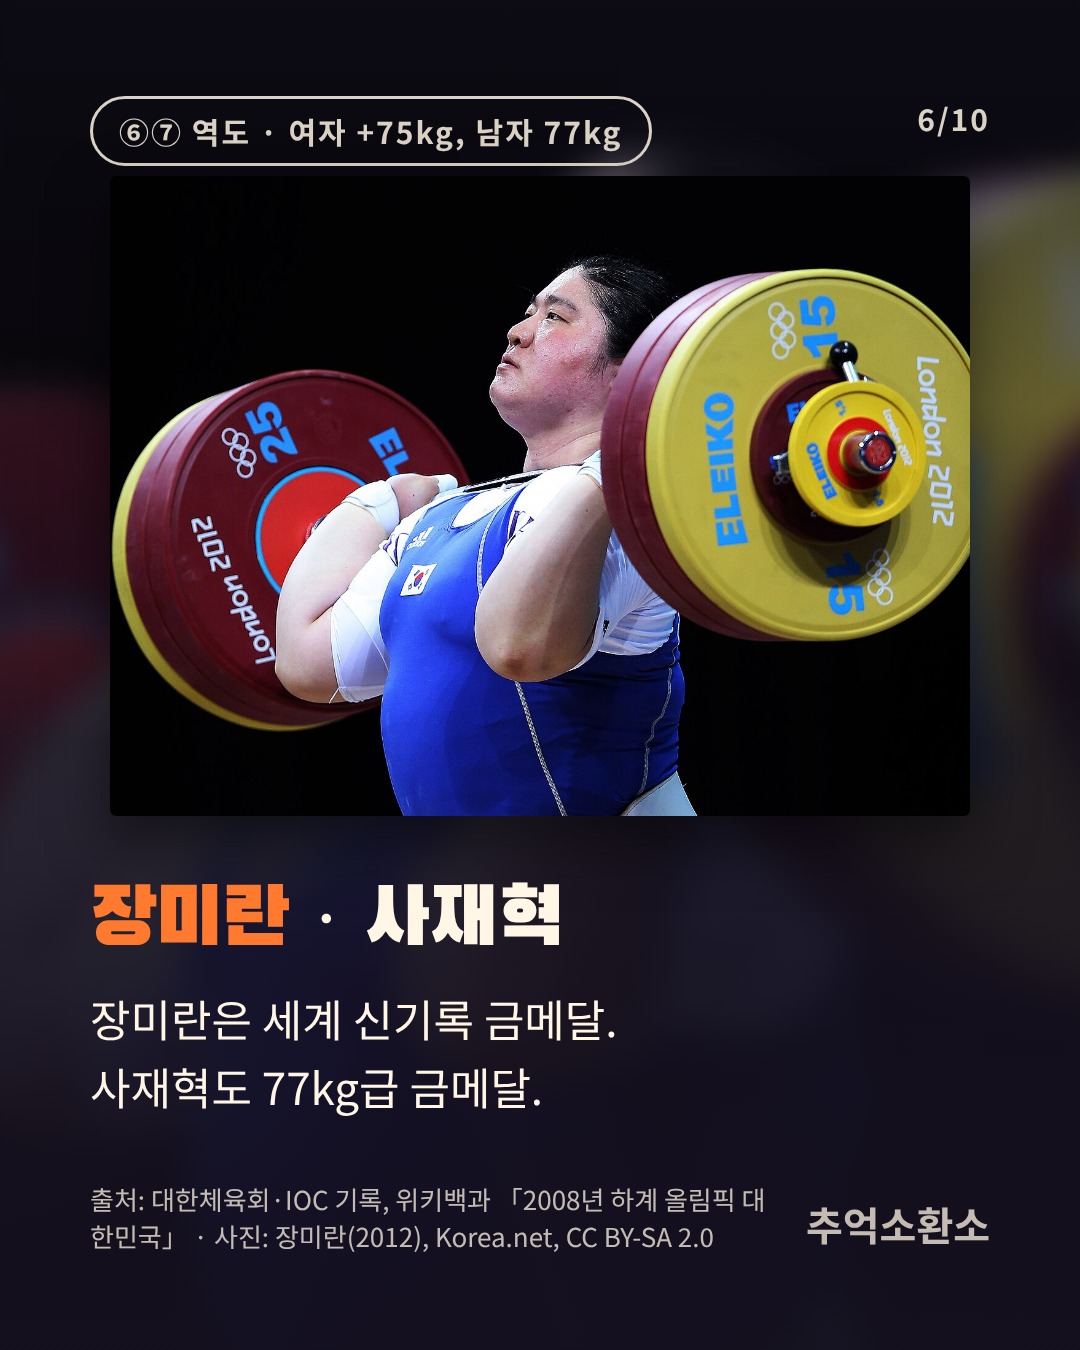 ⑥⑦ 역도 · 여자 +75kg, 남자 77kg
6/10
25
EL
London 2012
15
ELEIKO
London 2012
ELEIKO
15
장미란 · 사재혁
장미란은 세계 신기록 금메달.
사재혁도 77kg급 금메달.
출처: 대한체육회·IOC 기록, 위키백과 「2008년 하계 올림픽 대
한민국」 · 사진: 장미란(2012), Korea.net, CC BY-SA 2.0
추억소환소